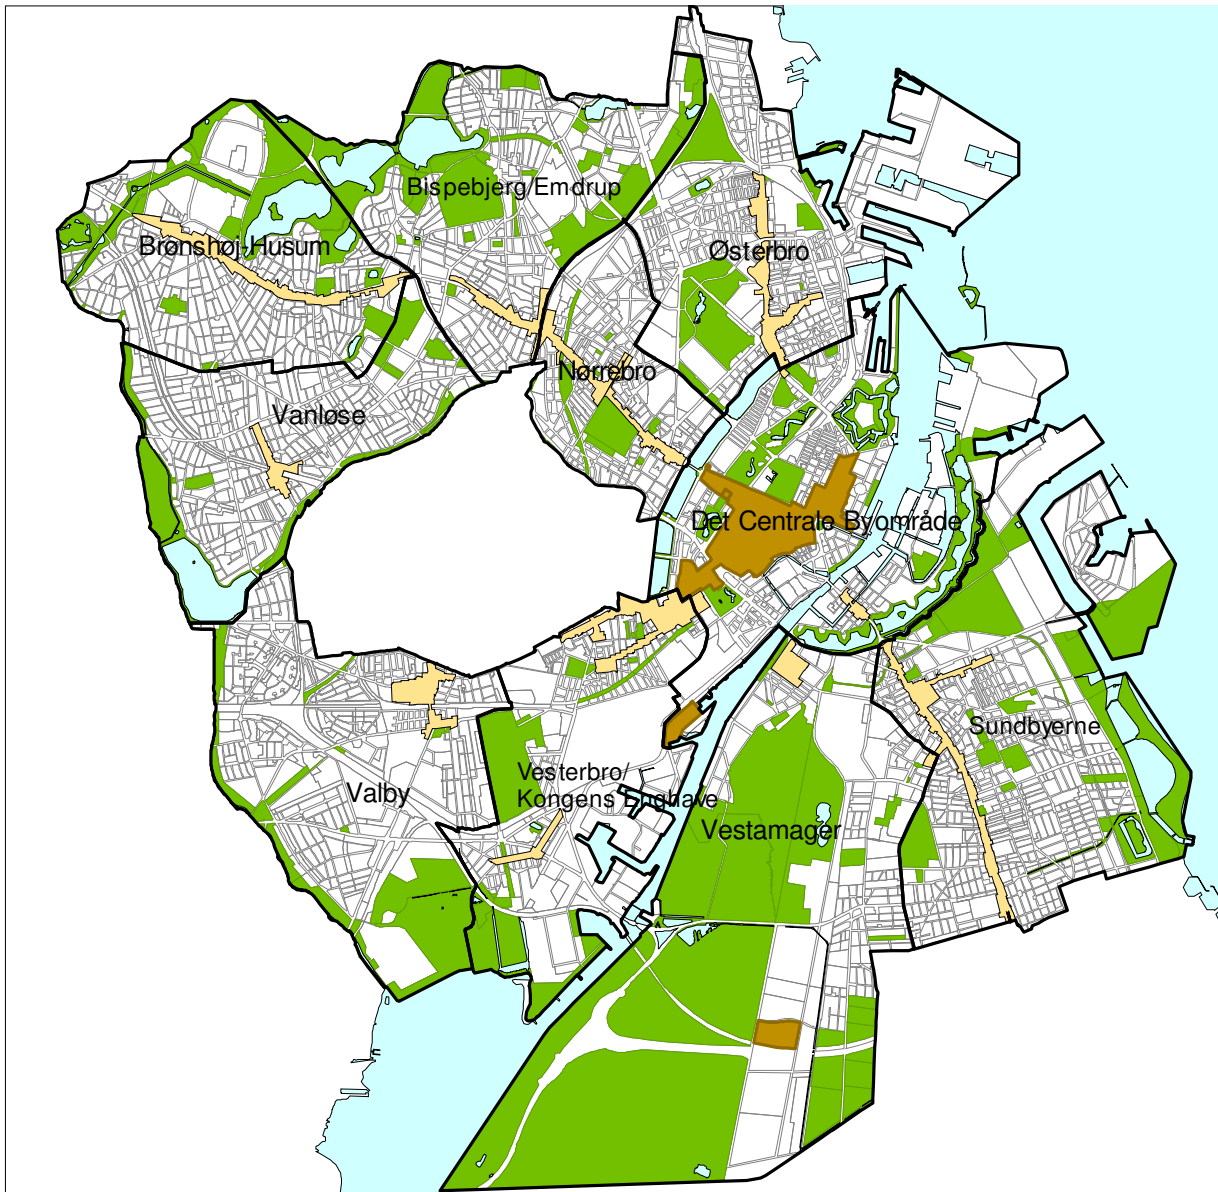 Bispebjerg/Emdrup
Brønshøj-Husum
Østerbro
Nørrebro
Vanløse
Det Centrale Byområde
Sundbyerne
Vesterbro/
Kongens Enghave
Valby
Vestamager